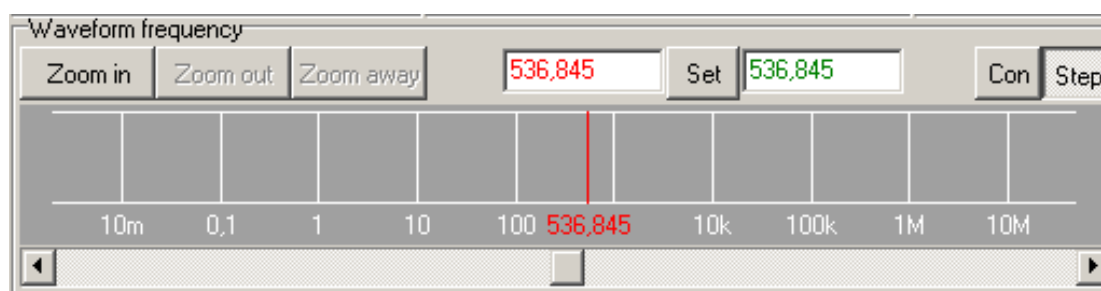 Waveform frequency
Zoom in Zoom out Zoom away 536,845 Set 536,845 Con Step
10m 0,1 1 10 100 536,845 10k 100k 1M 10M